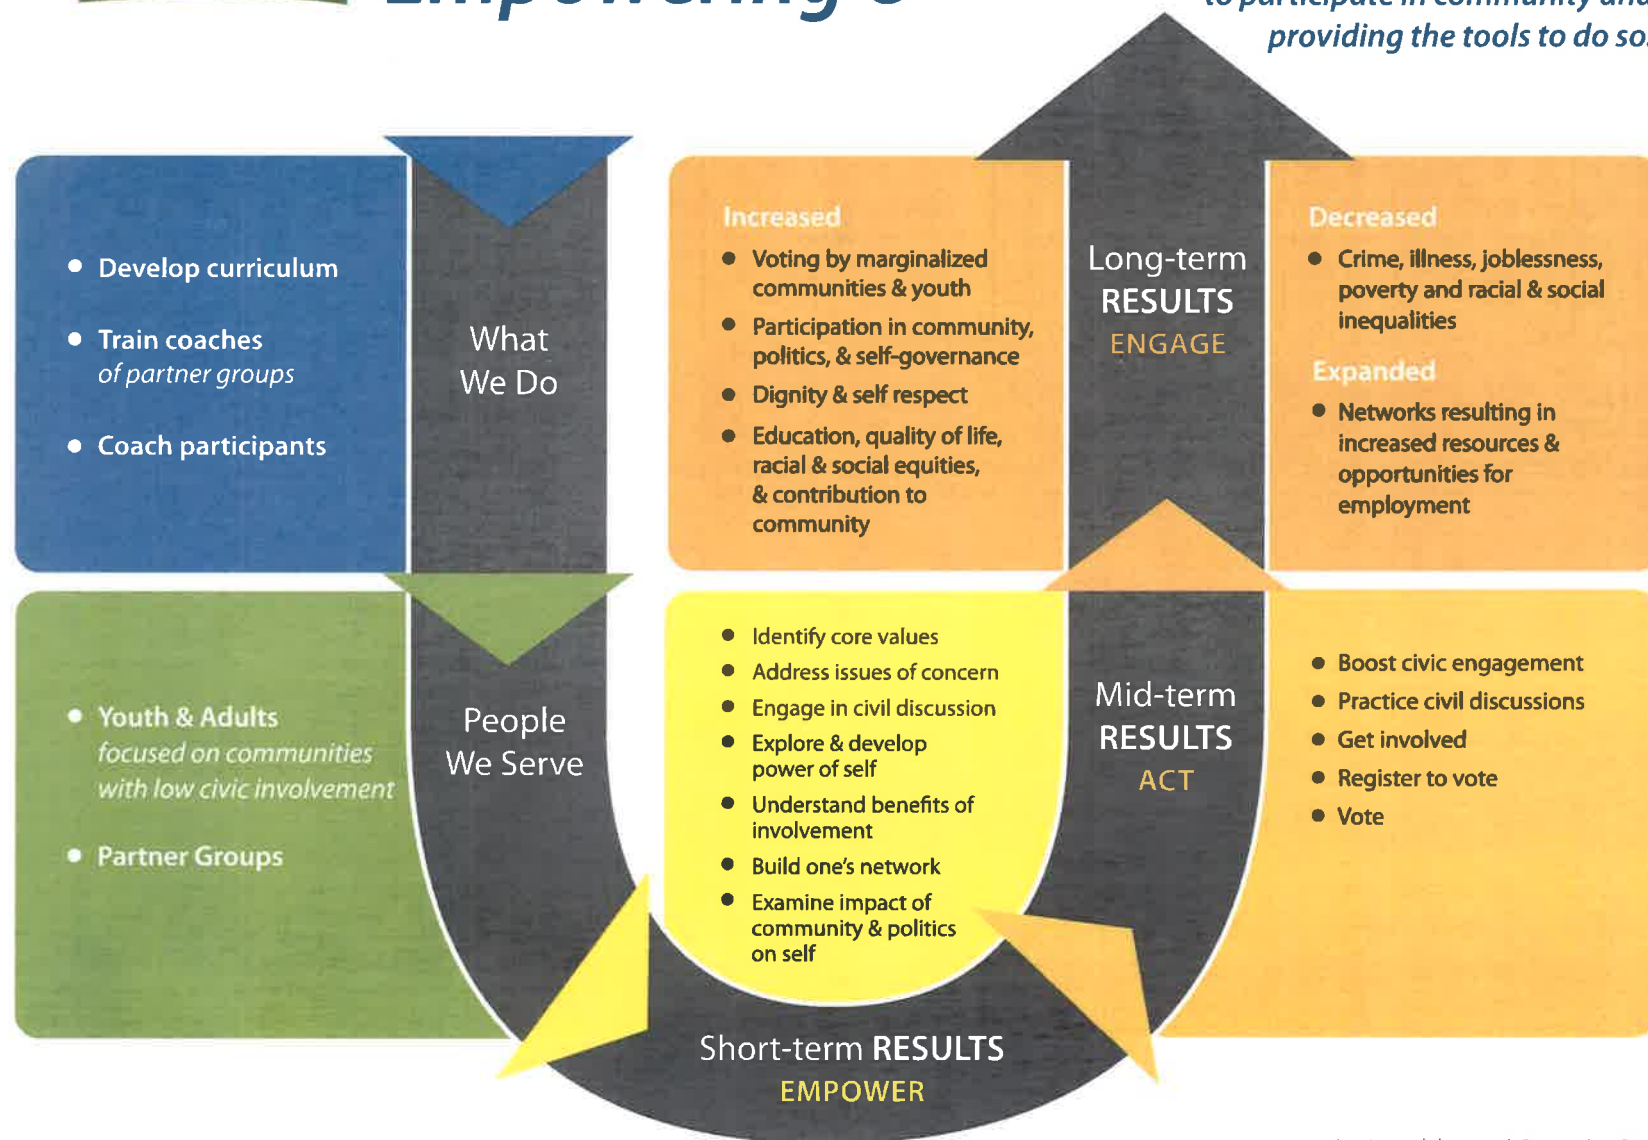 Empowering
to participate in community and
providing the tools to do so.
• Develop curriculum
• Train coaches
of partner groups
• Coach participants
What
We Do
• Youth & Adults
focused on communities
with low civic involvement
• Partner Groups
People
We Serve
Short-term RESULTS
EMPOWER
• Identify core values
• Address issues of concern
• Engage in civil discussion
• Explore & develop
power of self
• Understand benefits of
involvement
• Build one's network
• Examine impact of
community & politics
on self
Mid-term
RESULTS
ACT
• Boost civic engagement
• Practice civil discussions
• Get involved
• Register to vote
• Vote
Long-term
RESULTS
ENGAGE
Increased
• Voting by marginalized
communities & youth
• Participation in community,
politics, & self-governance
• Dignity & self respect
• Education, quality of life,
racial & social equities,
& contribution to
community
Decreased
• Crime, illness, joblessness,
poverty and racial & social
inequalities
Expanded
• Networks resulting in
increased resources &
opportunities for
employment